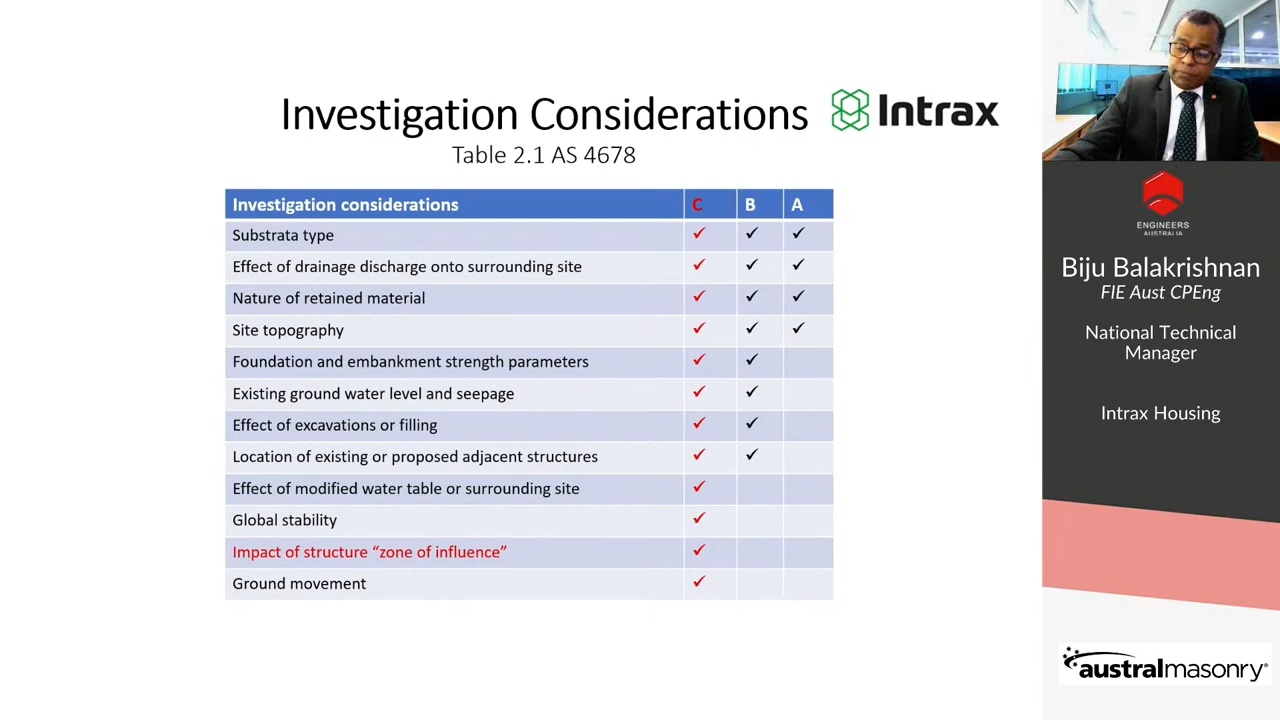 Investigation Considerations
Intrax
Table 2.1 AS 4678
Investigation considerations C B A
Substrata type ✓ ✓ ✓
Effect of drainage discharge onto surrounding site ✓ ✓ ✓
Nature of retained material ✓ ✓ ✓
Site topography ✓ ✓ ✓
Foundation and embankment strength parameters ✓ ✓
Existing ground water level and seepage ✓ ✓
Effect of excavations or filling ✓ ✓
Location of existing or proposed adjacent structures ✓ ✓
Effect of modified water table or surrounding site ✓
Global stability ✓
Impact of structure “zone of influence” ✓
Ground movement ✓
ENGINEERS
AUSTRALIA
Biju Balakrishnan
FIE Aust CPEng
National Technical
Manager
Intrax Housing
australmasonry®